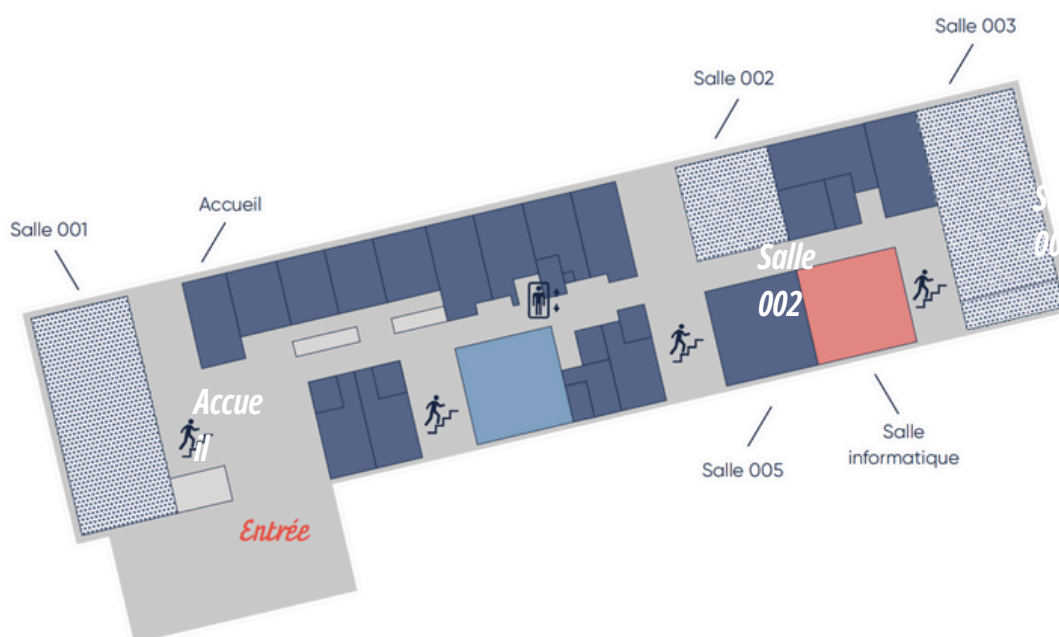 Salle 003
Salle 002
Accueil
Salle 001
Salle
002
Accue
il
Entrée
Salle 005
Salle
informatique